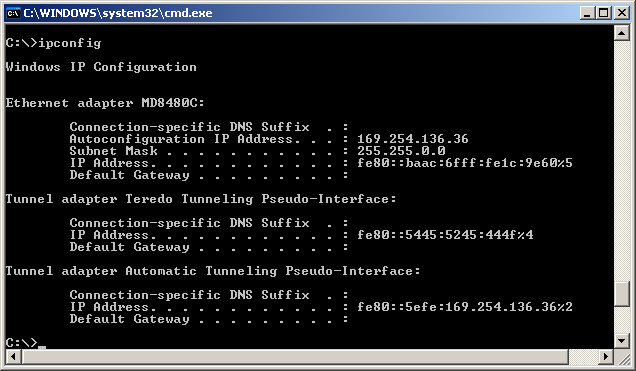 C:\WINDOWS\system32\cmd.exe
C:\>ipconfig
Windows IP Configuration
Ethernet adapter MD8480C:
Connection-specific DNS Suffix  . :
Autoconfiguration IP Address. . . : 169.254.136.36
Subnet Mask . . . . . . . . . . . : 255.255.0.0
IP Address. . . . . . . . . . . . : fe80::baac:6fff:fe1c:9e60%5
Default Gateway . . . . . . . . . :
Tunnel adapter Teredo Tunneling Pseudo-Interface:
Connection-specific DNS Suffix  . :
IP Address. . . . . . . . . . . . : fe80::5445:5245:444f%4
Default Gateway . . . . . . . . . :
Tunnel adapter Automatic Tunneling Pseudo-Interface:
Connection-specific DNS Suffix  . :
IP Address. . . . . . . . . . . . : fe80::5efe:169.254.136.36%2
Default Gateway . . . . . . . . . :
C:\>_